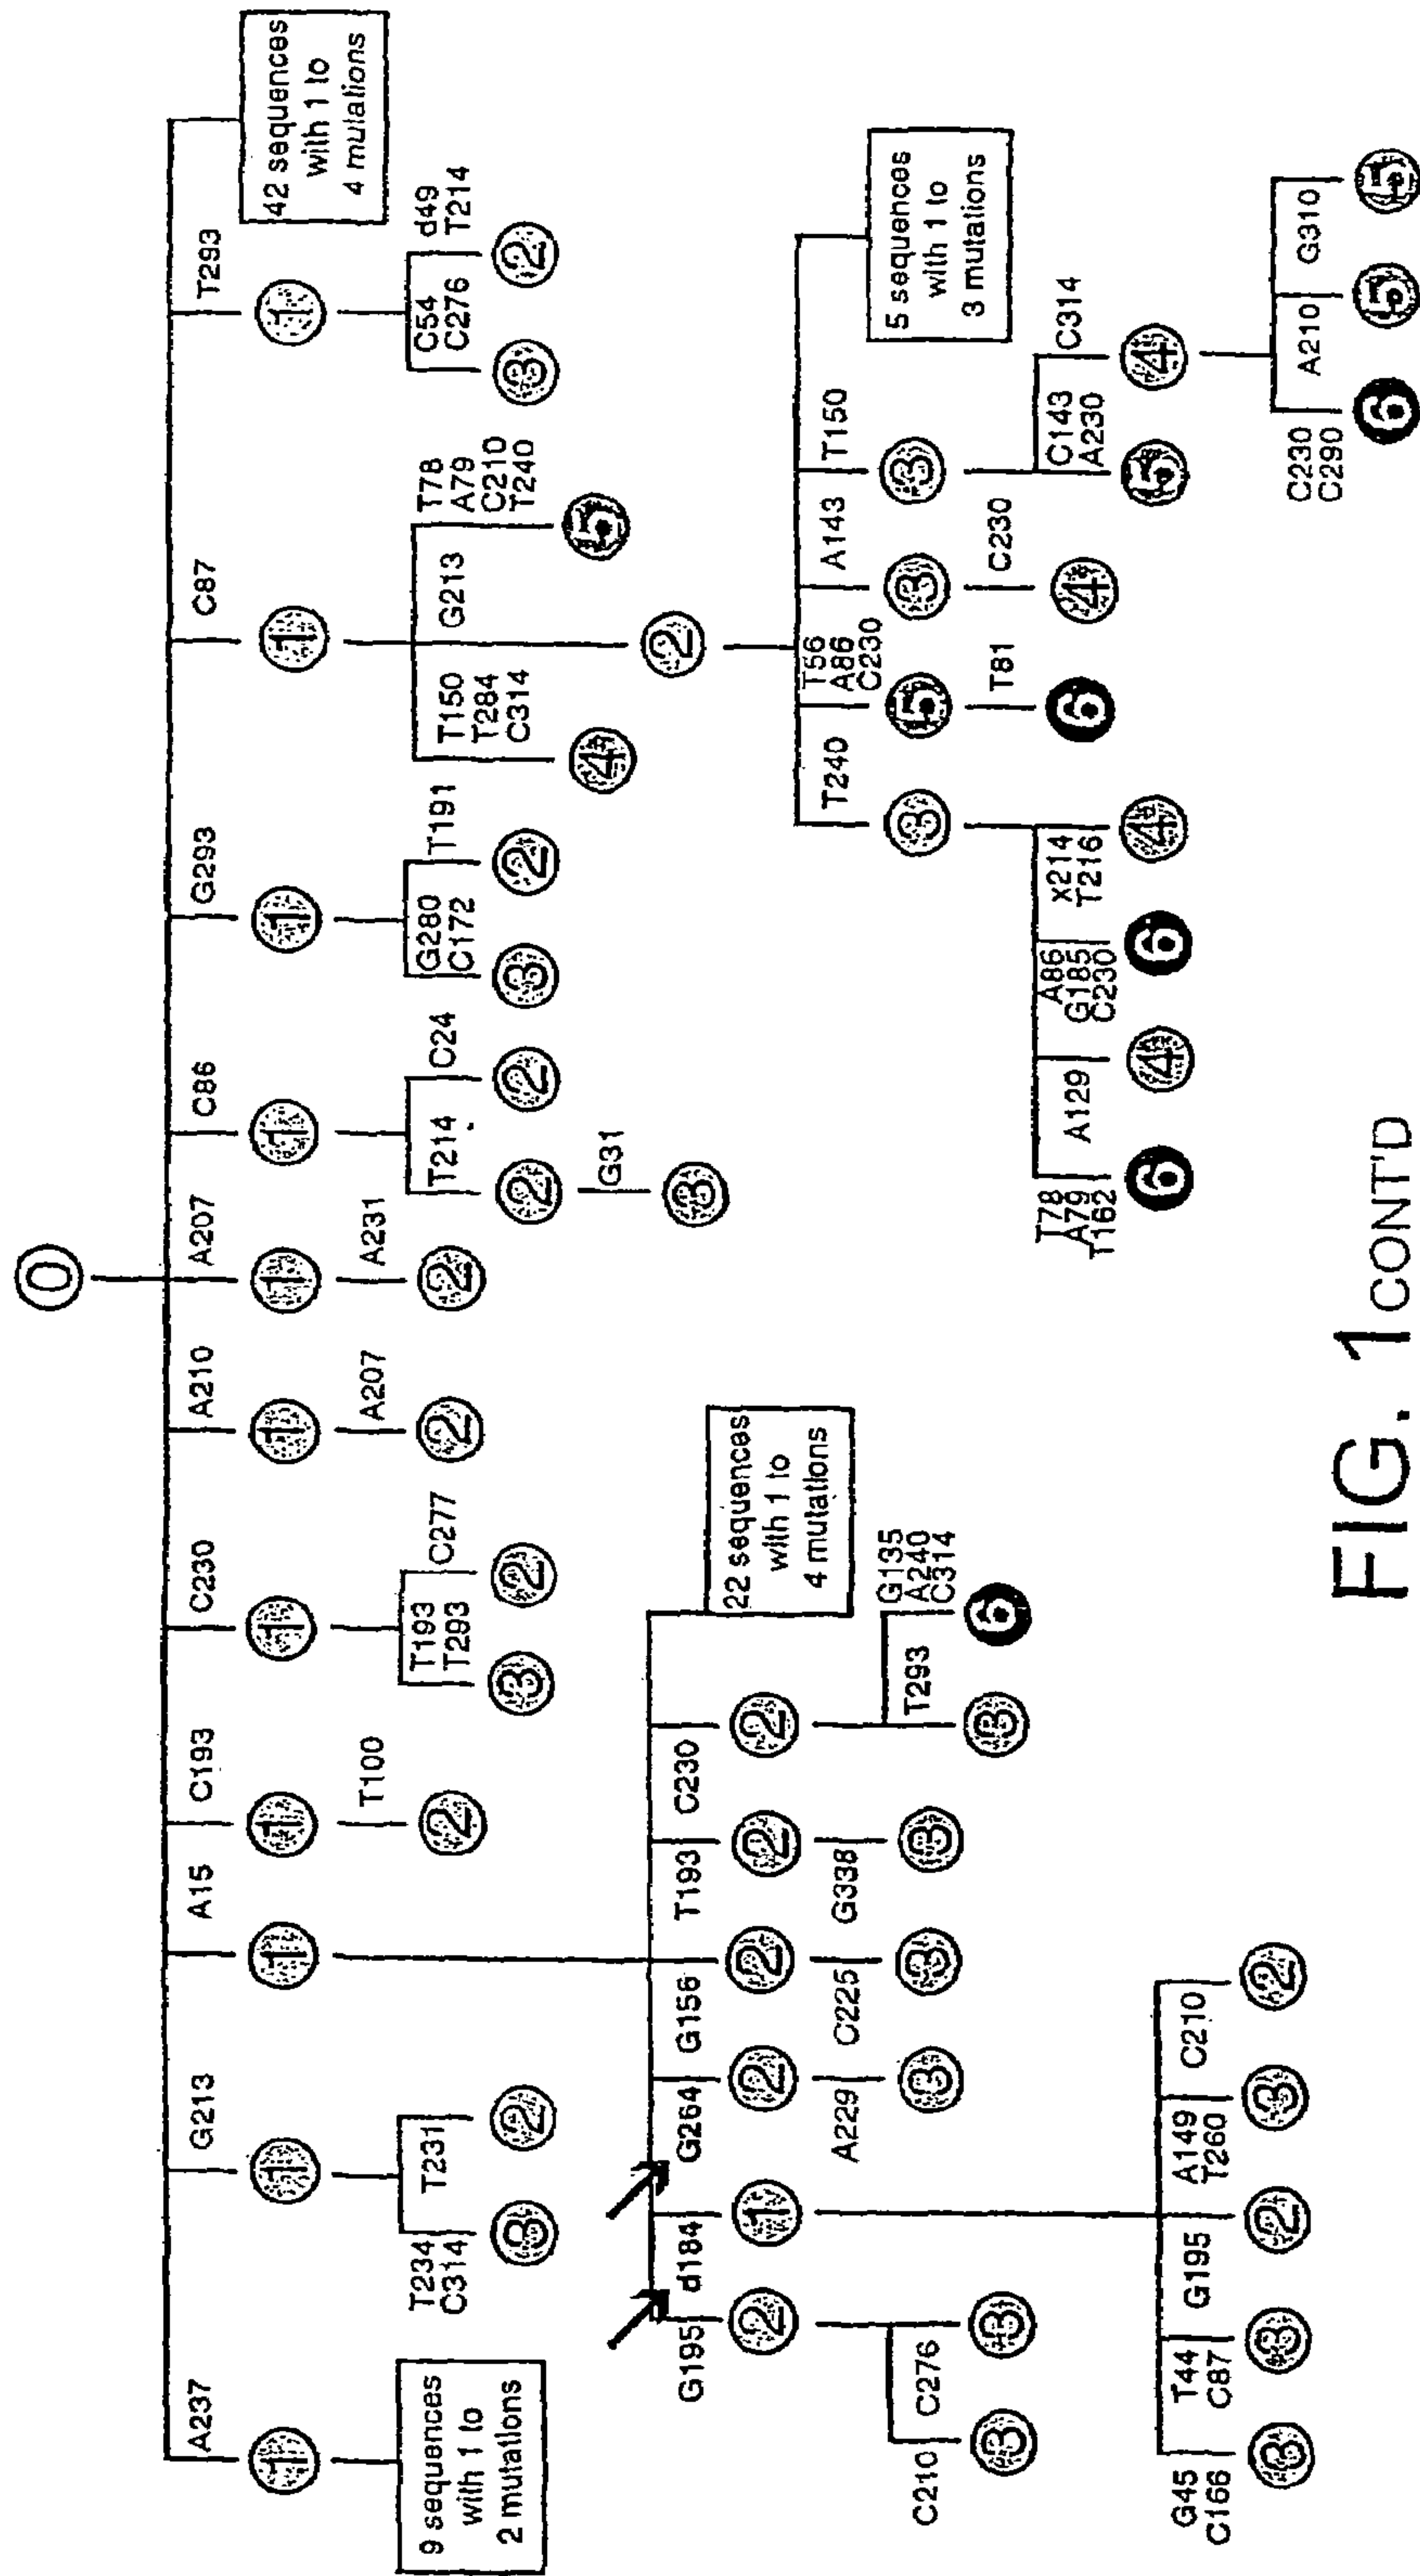 0
A237
G213
A15
C193
C230
A210
A207
C86
G293
C87
T293
1
1
1
1
1
1
1
1
1
1
1
42 sequences
with 1 to
4 mutations
9 sequences
with 1 to
2 mutations
T234
C314
T231
3
2
T100
2
T193
T293
C277
3
2
A207
2
A231
2
T214
C24
2
2
G31
3
G280
C172
T191
3
2
T150
T284
C314
G213
T78
A79
C210
T240
4
2
5
C54
C276
d49
T214
3
2
G195
d184
G264
G156
T193
C230
2
1
2
2
2
2
22 sequences
with 1 to
4 mutations
C210
C276
3
3
A229
3
C225
3
G338
3
T293
G135
A240
C314
3
6
G45
C166
T44
C87
G195
A149
T260
C210
3
3
2
3
2
T240
T56
A86
C230
A143
T150
3
5
3
3
5 sequences
with 1 to
3 mutations
T81
6
C230
4
C143
A230
C314
5
4
T78
A79
T162
A129
A86
G185
C230
X214
T216
6
4
6
4
C230
C290
A210
G310
6
5
5
FIG. 1 CONT'D